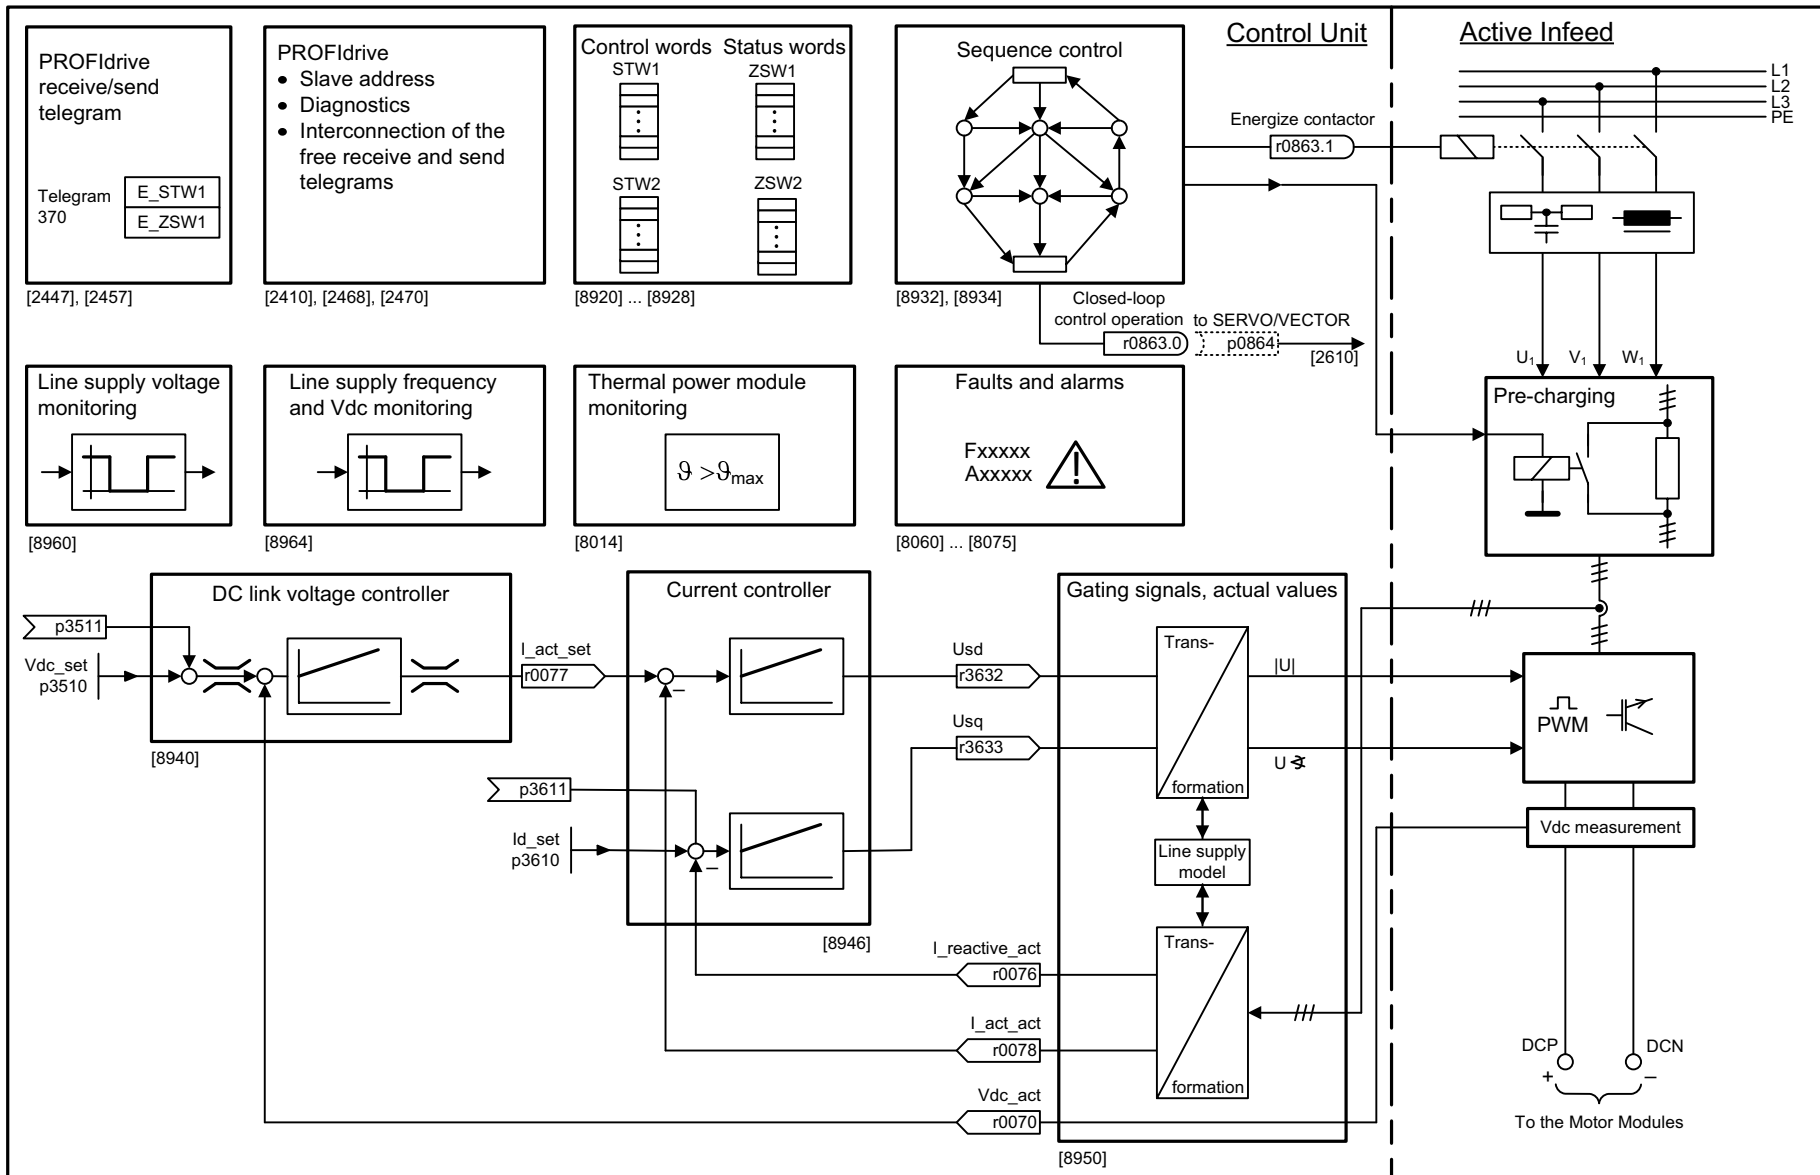 PROFIdrive
receive/send
telegram
Telegram
370
E_STW1
E_ZSW1
[2447], [2457]
PROFIdrive
• Slave address
• Diagnostics
• Interconnection of the
free receive and send
telegrams
[2410], [2468], [2470]
Control words
Status words
STW1
ZSW1
STW2
ZSW2
[8920] ... [8928]
Sequence control
[8932], [8934]
Control Unit
Active Infeed
L1
L2
L3
PE
Energize contactor
r0863.1
Closed-loop
control operation
r0863.0
to SERVO/VECTOR
p0864
[2610]
U1
V1
W1
Pre-charging
Line supply voltage
monitoring
[8960]
Line supply frequency
and Vdc monitoring
[8964]
Thermal power module
monitoring
ϑ >ϑmax
[8014]
Faults and alarms
Fxxxxx
Axxxxx
!
[8060] ... [8075]
DC link voltage controller
p3511
Vdc_set
p3510
[8940]
I_act_set
r0077
Current controller
p3611
Id_set
p3610
[8946]
Usd
r3632
Usq
r3633
I_reactive_act
r0076
I_act_act
r0078
Vdc_act
r0070
Gating signals, actual values
Trans-
formation
|U|
U ∢
Line supply
model
Trans-
formation
[8950]
PWM
Vdc measurement
DCP
DCN
+
–
To the Motor Modules